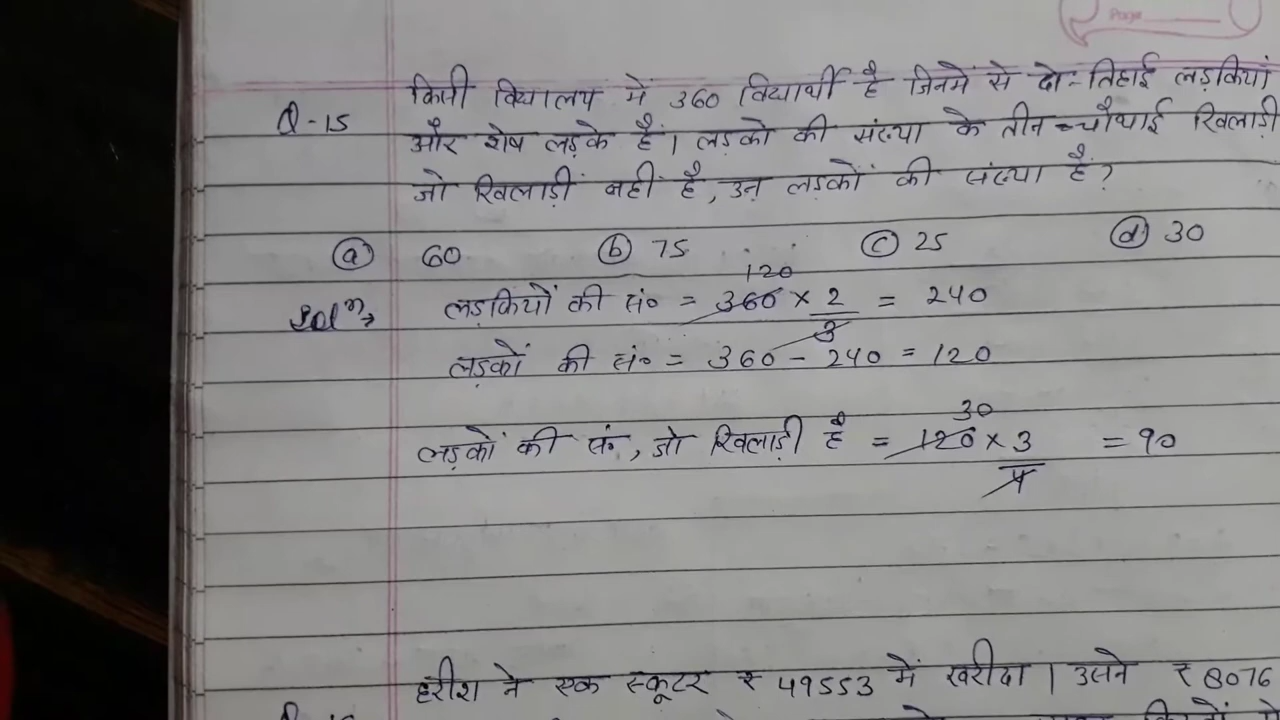 Page
Q-15 किसी विद्यालय में 360 विद्यार्थी है जिनमें से दो-तिहाई लड़कियां
और शेष लड़के हैं। लड़को की संख्या के तीन-चौथाई खिलाड़ी
जो खिलाड़ी नहीं है, उन लड़कों की संख्या है?
(a) 60 (b) 75 (c) 25 (d) 30
120
Solⁿ→ लड़कियों की सं० = 360 × 2/3 = 240
लड़कों की सं० = 360 - 240 = 120
30
लड़कों की सं., जो खिलाड़ी है = 120 × 3/4 = 90
हरीश ने एक स्कूटर ₹ 49553 में खरीदा। उसने ₹ 8076